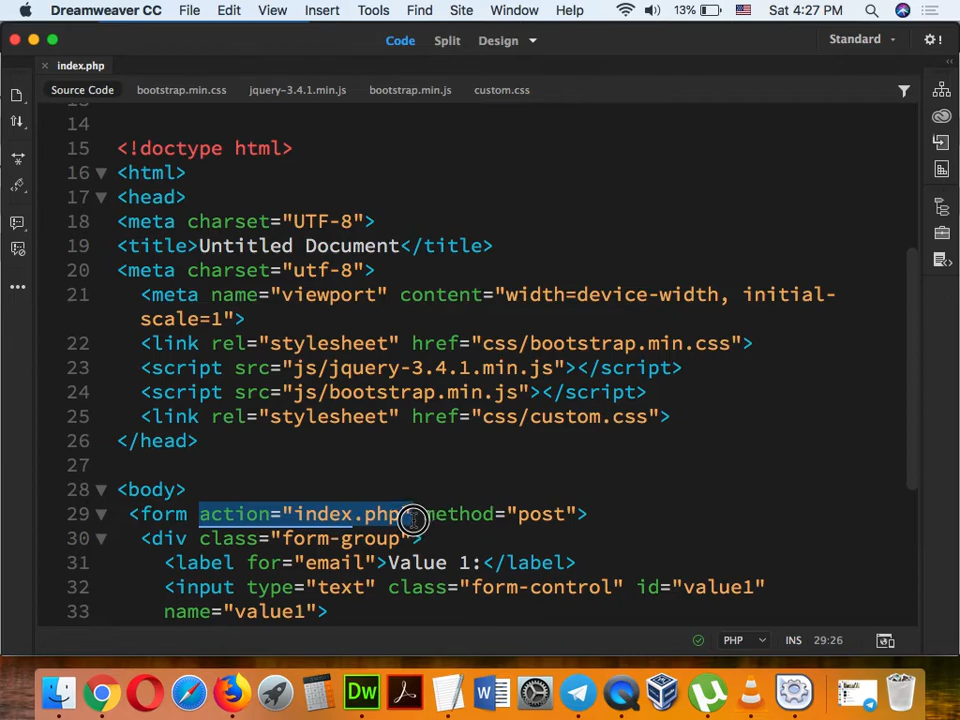 Dreamweaver CC File Edit View Insert Tools Find Site Window Help 13% Sat 4:27 PM
Code Split Design Standard
index.php
Source Code bootstrap.min.css jquery-3.4.1.min.js bootstrap.min.js custom.css
14
15 <!doctype html>
16 <html>
17 <head>
18 <meta charset="UTF-8">
19 <title>Untitled Document</title>
20 <meta charset="utf-8">
21 <meta name="viewport" content="width=device-width, initial-
scale=1">
22 <link rel="stylesheet" href="css/bootstrap.min.css">
23 <script src="js/jquery-3.4.1.min.js"></script>
24 <script src="js/bootstrap.min.js"></script>
25 <link rel="stylesheet" href="css/custom.css">
26 </head>
27
28 <body>
29 <form action="index.php" method="post">
30 <div class="form-group">
31 <label for="email">Value 1:</label>
32 <input type="text" class="form-control" id="value1"
33 name="value1">
PHP INS 29:26
Dw W